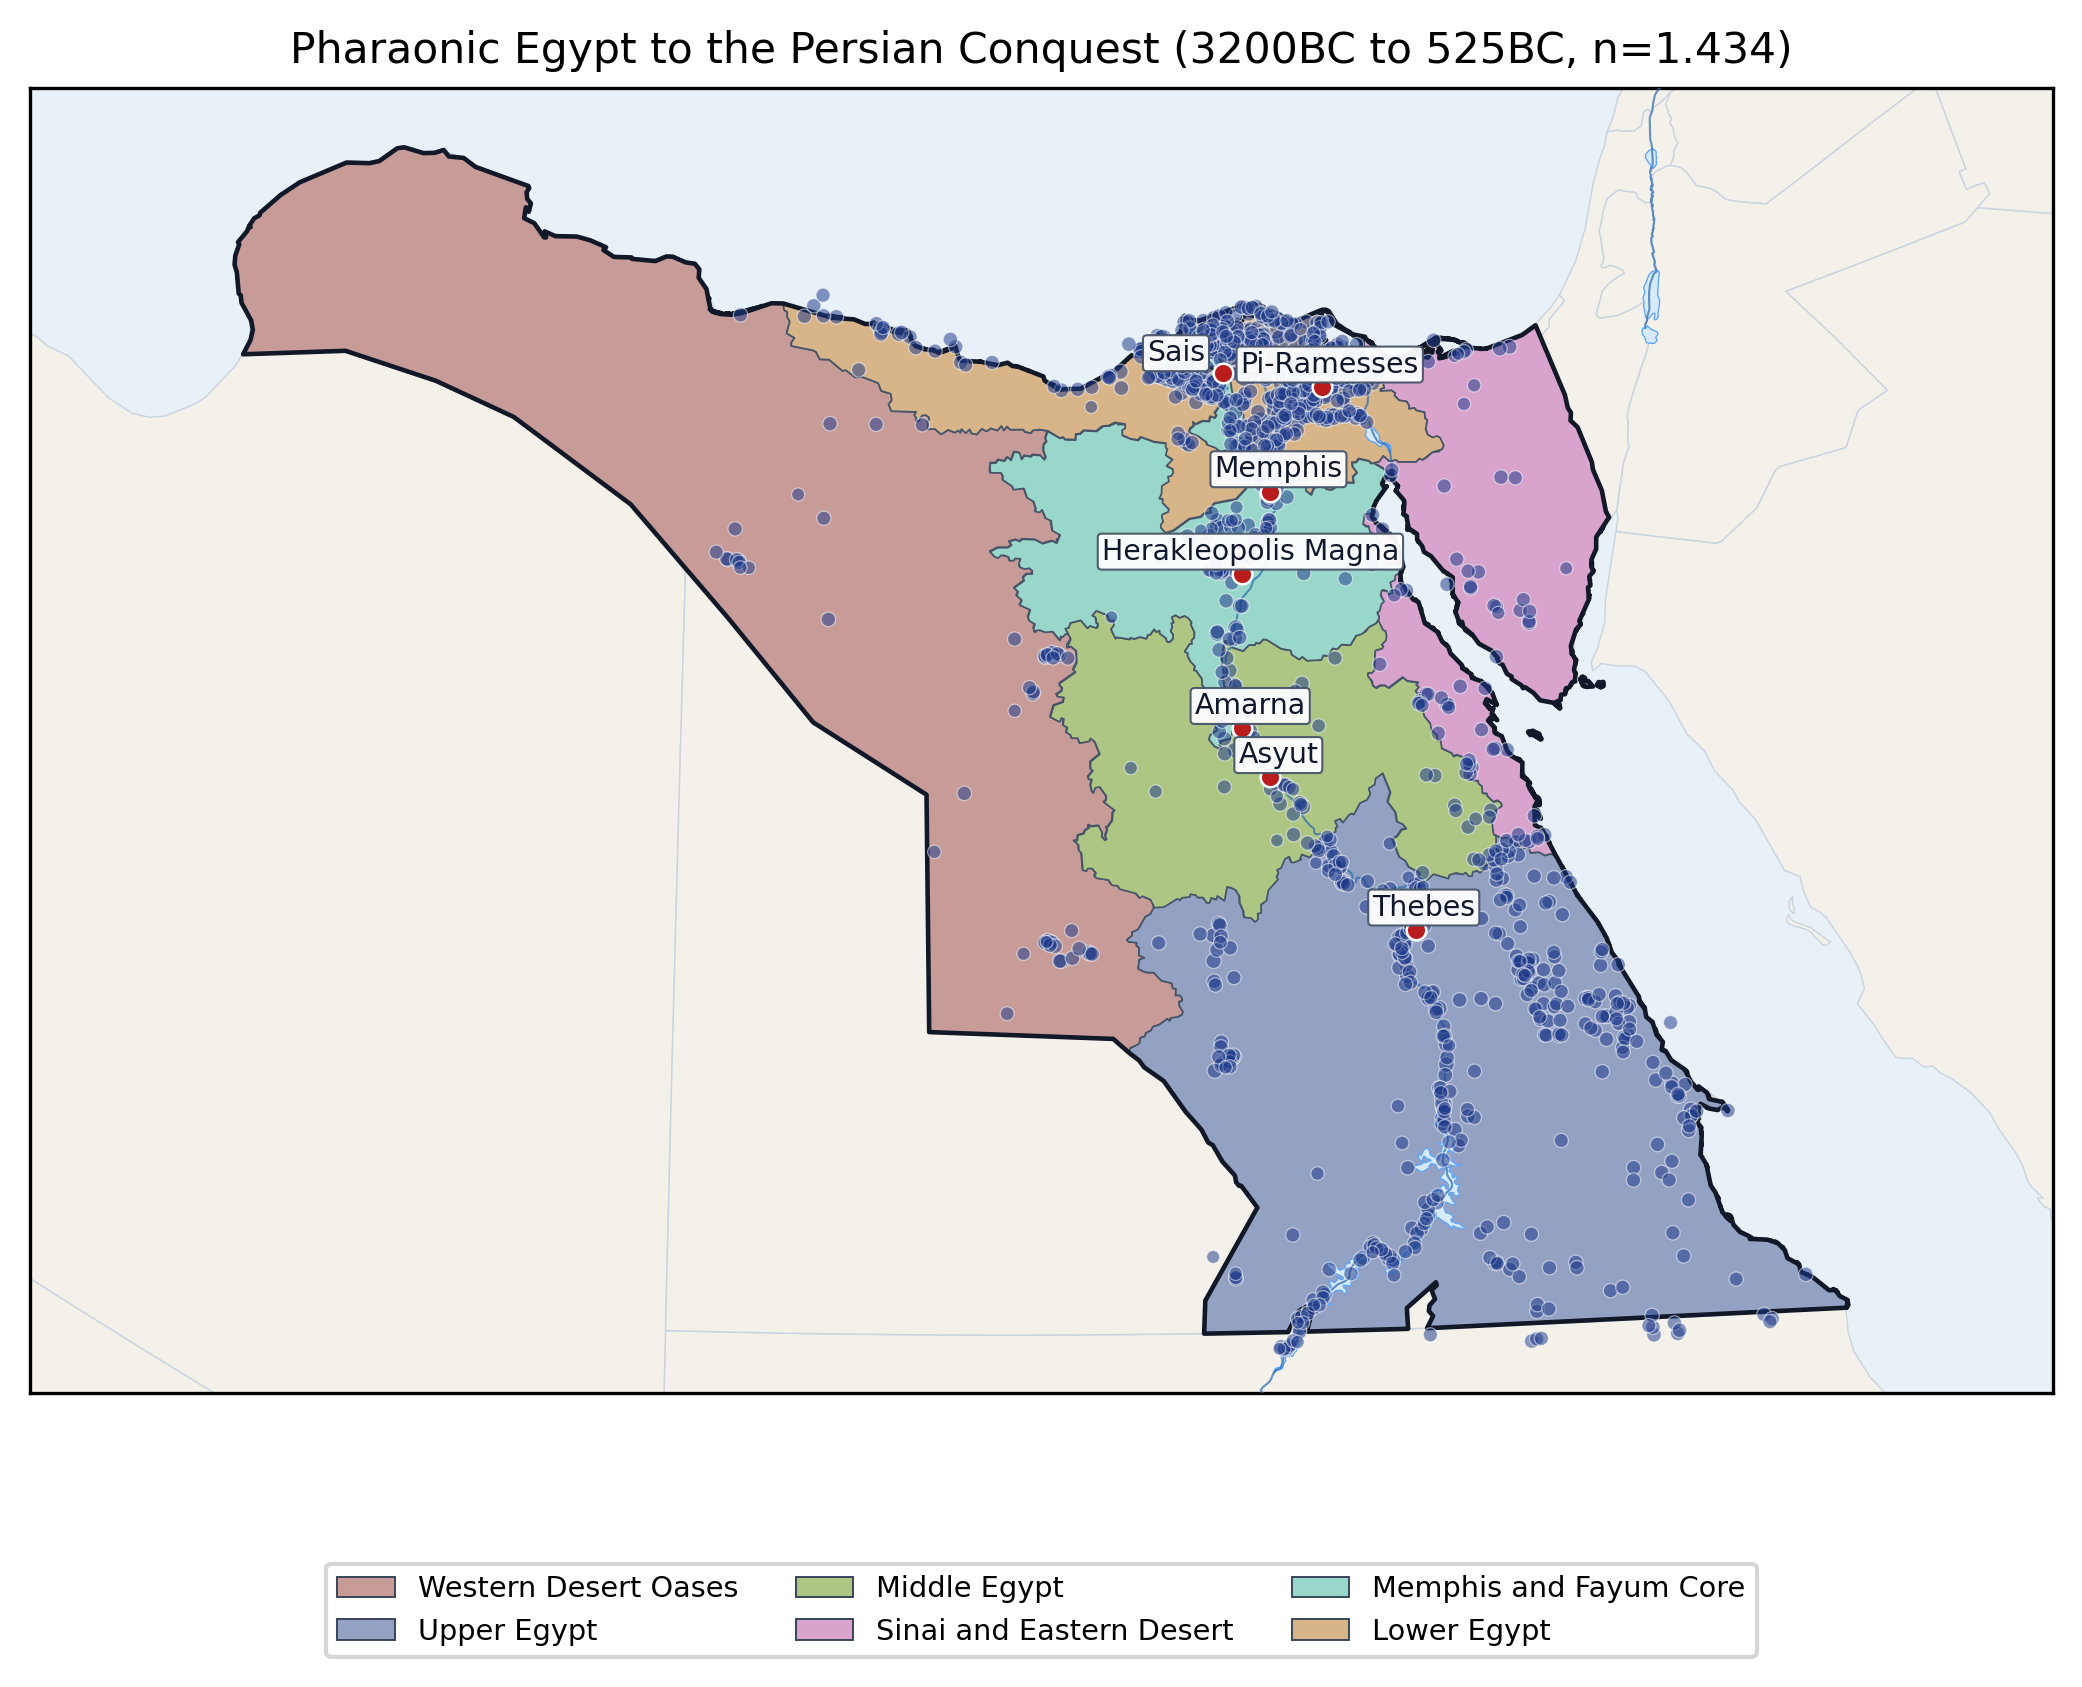 Pharaonic Egypt to the Persian Conquest (3200BC to 525BC, n=1.434)
Sais
Pi-Ramesses
Memphis
Herakleopolis Magna
Amarna
Asyut
Thebes
Western Desert Oases
Middle Egypt
Memphis and Fayum Core
Upper Egypt
Sinai and Eastern Desert
Lower Egypt